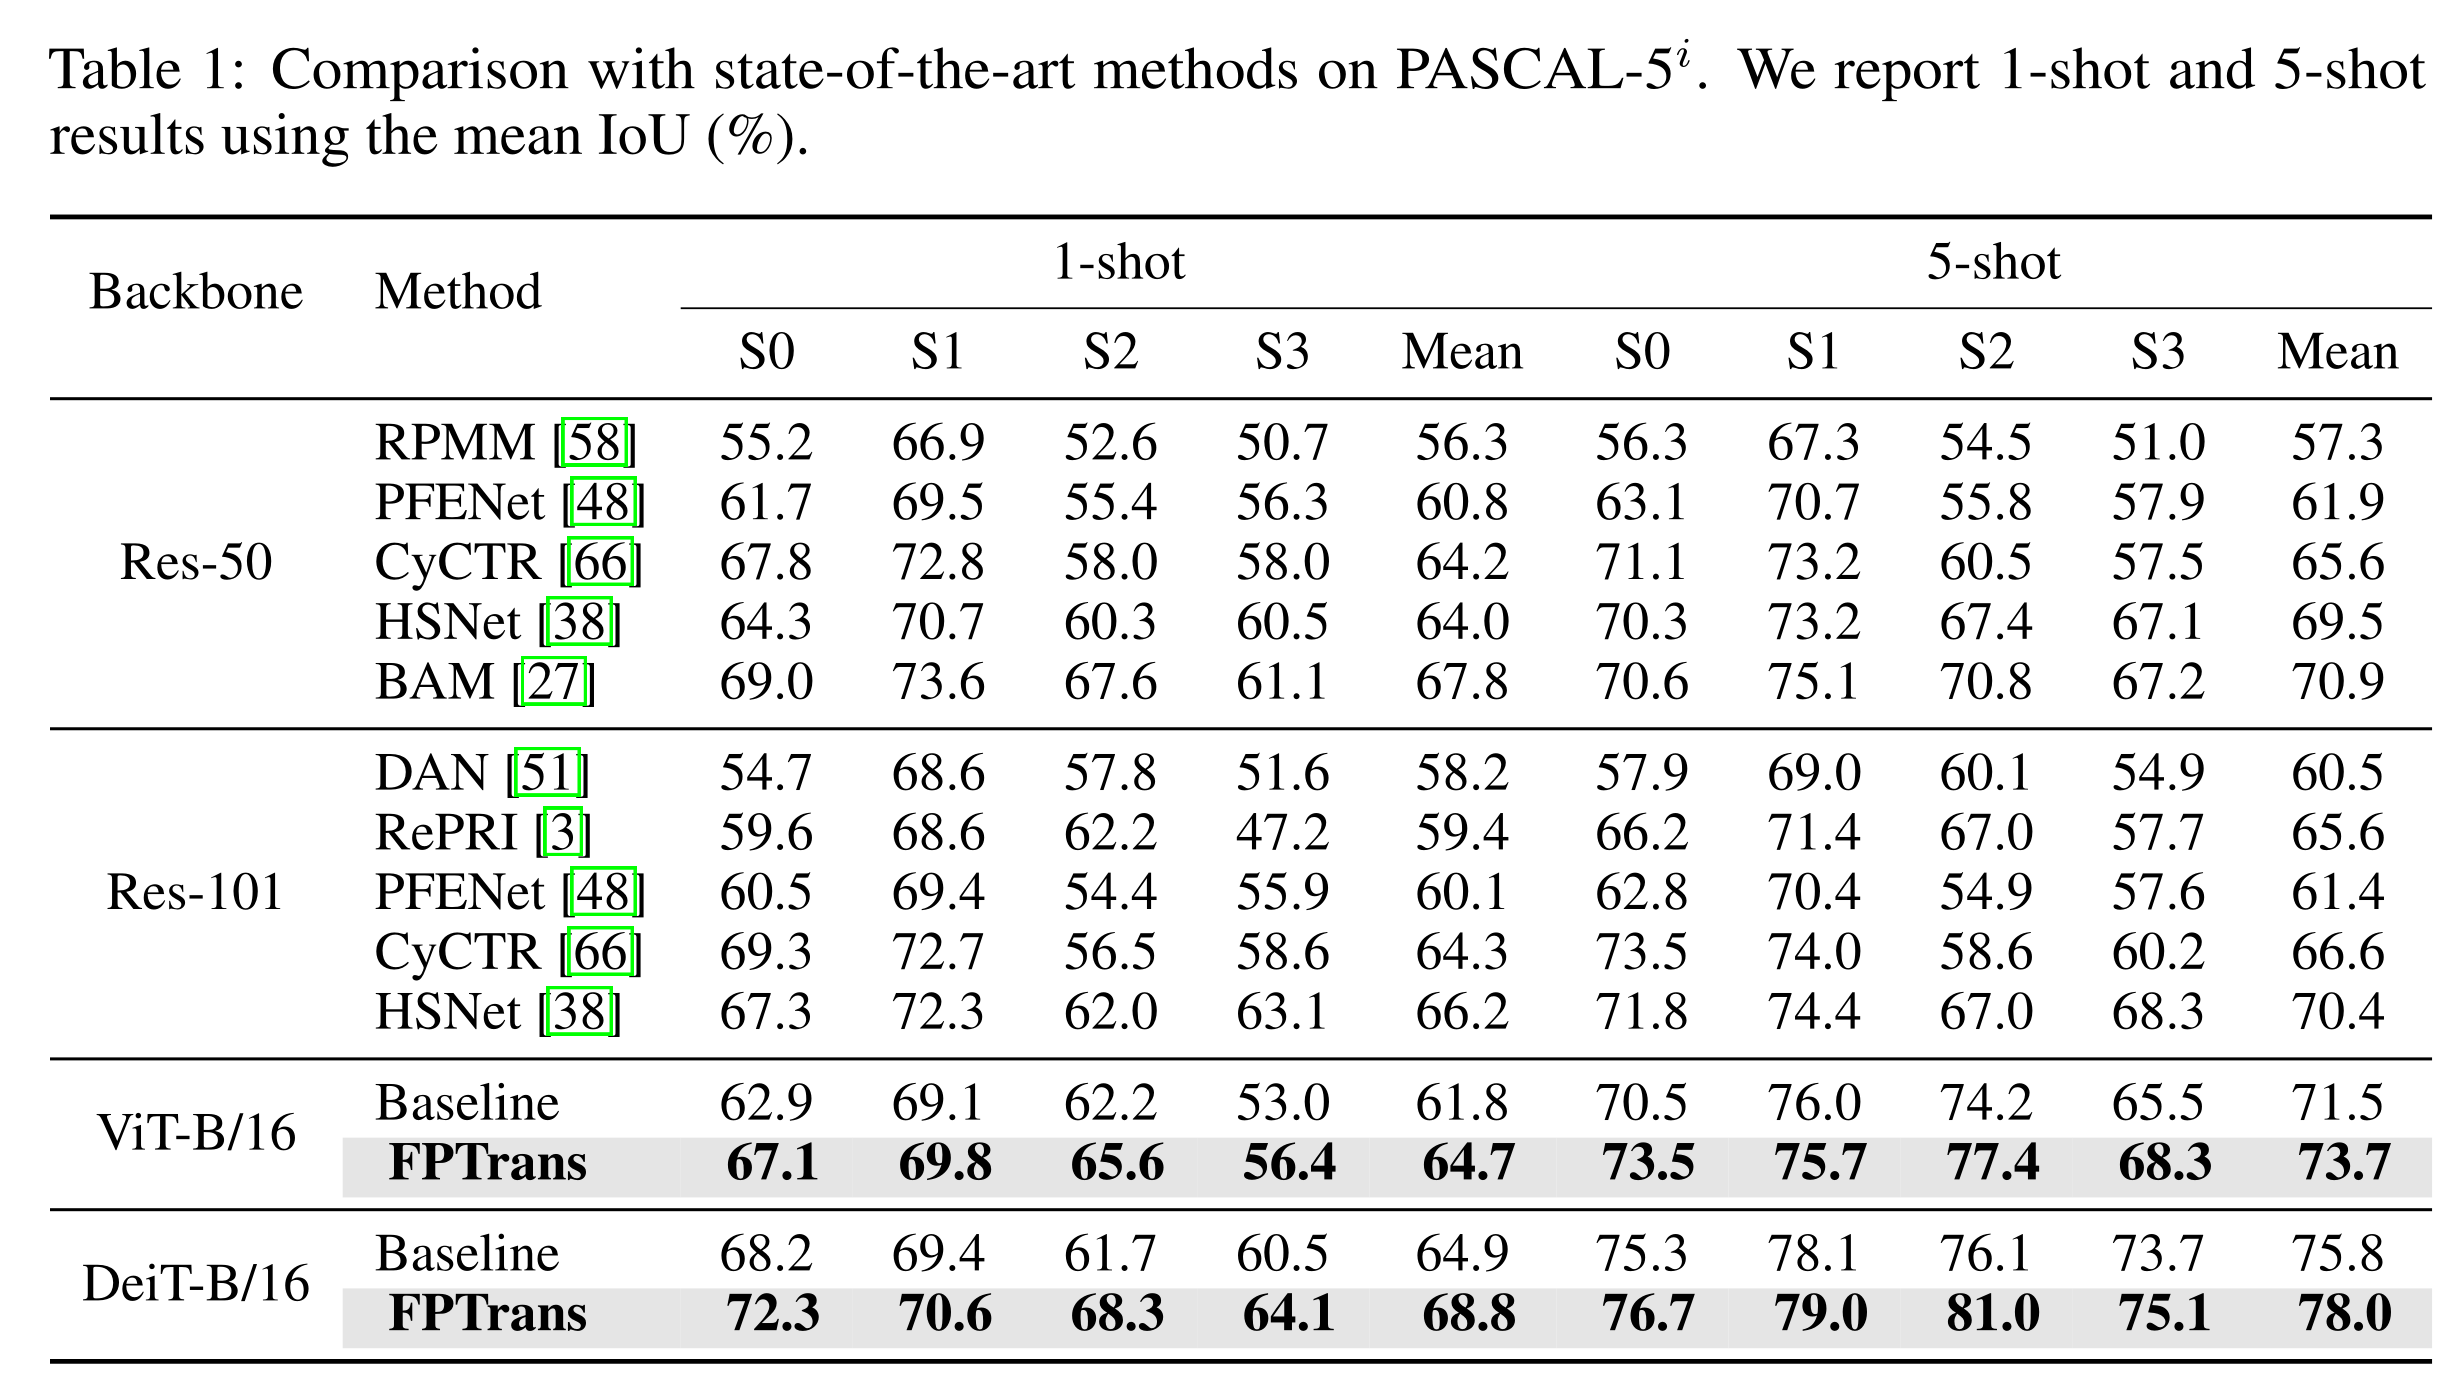 Table 1: Comparison with state-of-the-art methods on PASCAL-5^i. We report 1-shot and 5-shot
results using the mean IoU (%).
Backbone Method 1-shot 5-shot
S0 S1 S2 S3 Mean S0 S1 S2 S3 Mean
Res-50
RPMM [58] 55.2 66.9 52.6 50.7 56.3 56.3 67.3 54.5 51.0 57.3
PFENet [48] 61.7 69.5 55.4 56.3 60.8 63.1 70.7 55.8 57.9 61.9
CyCTR [66] 67.8 72.8 58.0 58.0 64.2 71.1 73.2 60.5 57.5 65.6
HSNet [38] 64.3 70.7 60.3 60.5 64.0 70.3 73.2 67.4 67.1 69.5
BAM [27] 69.0 73.6 67.6 61.1 67.8 70.6 75.1 70.8 67.2 70.9
Res-101
DAN [51] 54.7 68.6 57.8 51.6 58.2 57.9 69.0 60.1 54.9 60.5
RePRI [3] 59.6 68.6 62.2 47.2 59.4 66.2 71.4 67.0 57.7 65.6
PFENet [48] 60.5 69.4 54.4 55.9 60.1 62.8 70.4 54.9 57.6 61.4
CyCTR [66] 69.3 72.7 56.5 58.6 64.3 73.5 74.0 58.6 60.2 66.6
HSNet [38] 67.3 72.3 62.0 63.1 66.2 71.8 74.4 67.0 68.3 70.4
ViT-B/16
Baseline 62.9 69.1 62.2 53.0 61.8 70.5 76.0 74.2 65.5 71.5
FPTrans 67.1 69.8 65.6 56.4 64.7 73.5 75.7 77.4 68.3 73.7
DeiT-B/16
Baseline 68.2 69.4 61.7 60.5 64.9 75.3 78.1 76.1 73.7 75.8
FPTrans 72.3 70.6 68.3 64.1 68.8 76.7 79.0 81.0 75.1 78.0